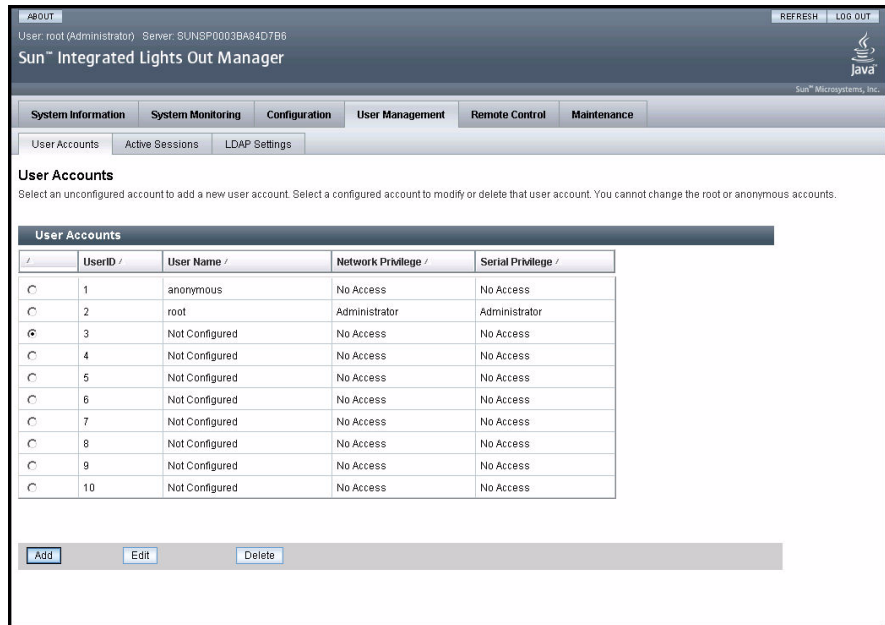 ABOUT REFRESH LOG OUT
User: root (Administrator) Server: SUNSP0003BA84D7B6
Sun™ Integrated Lights Out Manager
Java™
Sun™ Microsystems, Inc.
System Information System Monitoring Configuration User Management Remote Control Maintenance
User Accounts Active Sessions LDAP Settings
User Accounts
Select an unconfigured account to add a new user account. Select a configured account to modify or delete that user account. You cannot change the root or anonymous accounts.
User Accounts
/ UserID / User Name / Network Privilege / Serial Privilege /
1 anonymous No Access No Access
2 root Administrator Administrator
3 Not Configured No Access No Access
4 Not Configured No Access No Access
5 Not Configured No Access No Access
6 Not Configured No Access No Access
7 Not Configured No Access No Access
8 Not Configured No Access No Access
9 Not Configured No Access No Access
10 Not Configured No Access No Access
Add Edit Delete